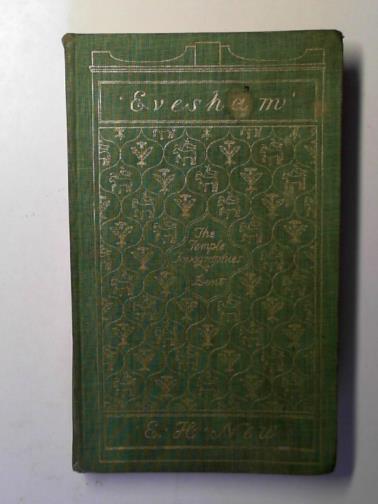 'Evesham'
The
Temple
Topographies
Dent
E. H. New